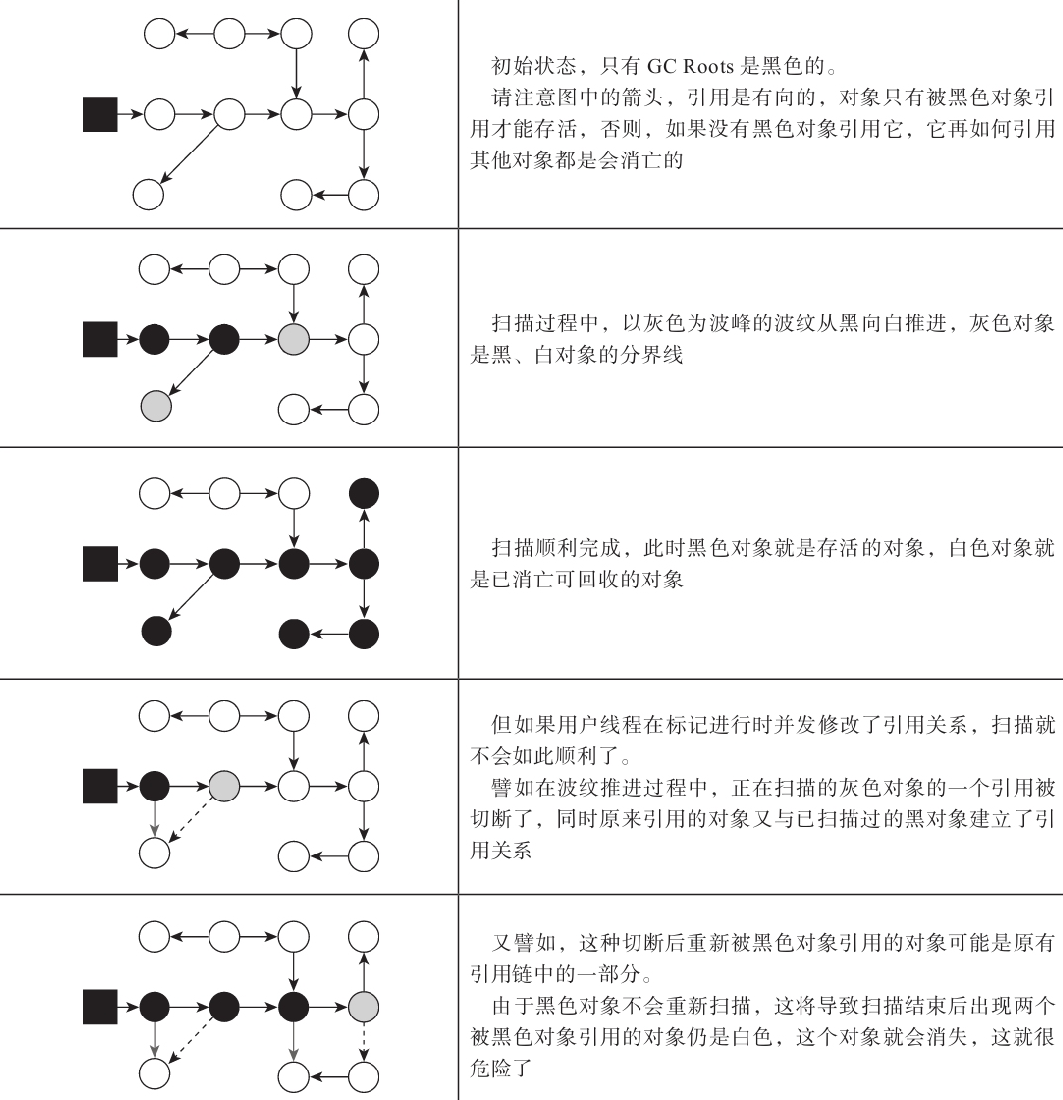 初始状态，只有 GC Roots 是黑色的。
请注意图中的箭头，引用是有向的，对象只有被黑色对象引
用才能存活，否则，如果没有黑色对象引用它，它再如何引用
其他对象都是会消亡的
扫描过程中，以灰色为波峰的波纹从黑向白推进，灰色对象
是黑、白对象的分界线
扫描顺利完成，此时黑色对象就是存活的对象，白色对象就
是已消亡可回收的对象
但如果用户线程在标记进行时并发修改了引用关系，扫描就
不会如此顺利了。
譬如在波纹推进过程中，正在扫描的灰色对象的一个引用被
切断了，同时原来引用的对象又与已扫描过的黑对象建立了引
用关系
又譬如，这种切断后重新被黑色对象引用的对象可能是原有
引用链中的一部分。
由于黑色对象不会重新扫描，这将导致扫描结束后出现两个
被黑色对象引用的对象仍是白色，这个对象就会消失，这就很
危险了